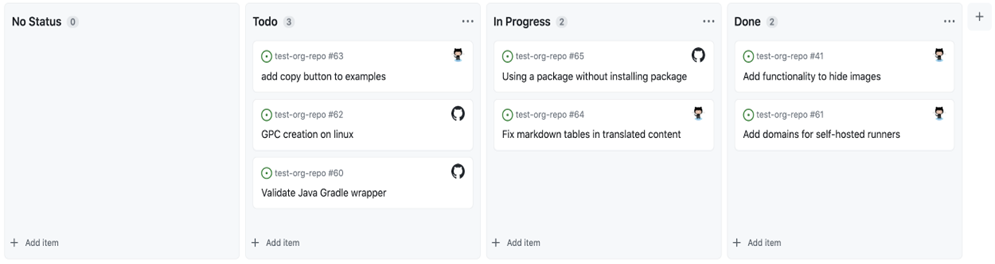 No Status 0
Todo 3
test-org-repo #63
add copy button to examples
test-org-repo #62
GPC creation on linux
test-org-repo #60
Validate Java Gradle wrapper
In Progress 2
test-org-repo #65
Using a package without installing package
test-org-repo #64
Fix markdown tables in translated content
Done 2
test-org-repo #41
Add functionality to hide images
test-org-repo #61
Add domains for self-hosted runners
+
+ Add item
+ Add item
+ Add item
+ Add item